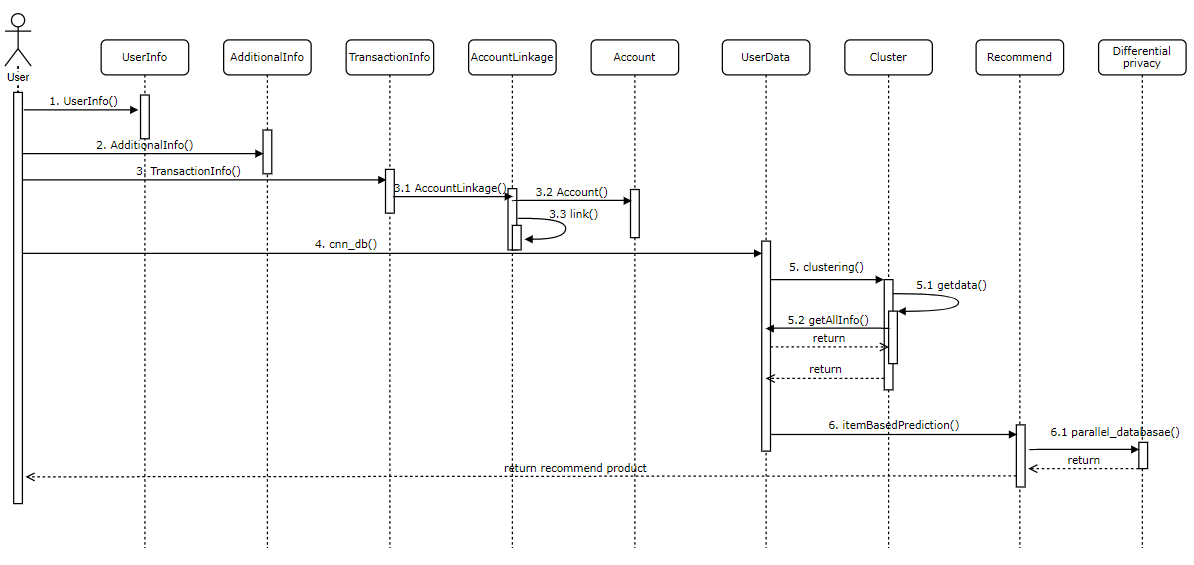 User
UserInfo
AdditionalInfo
TransactionInfo
AccountLinkage
Account
UserData
Cluster
Recommend
Differential
privacy
1. UserInfo()
2. AdditionalInfo()
3. TransactionInfo()
3.1 AccountLinkage()
3.2 Account()
3.3 link()
4. cnn_db()
5. clustering()
5.1 getdata()
5.2 getAllInfo()
return
return
6. itemBasedPrediction()
6.1 parallel_databasae()
return
return recommend product